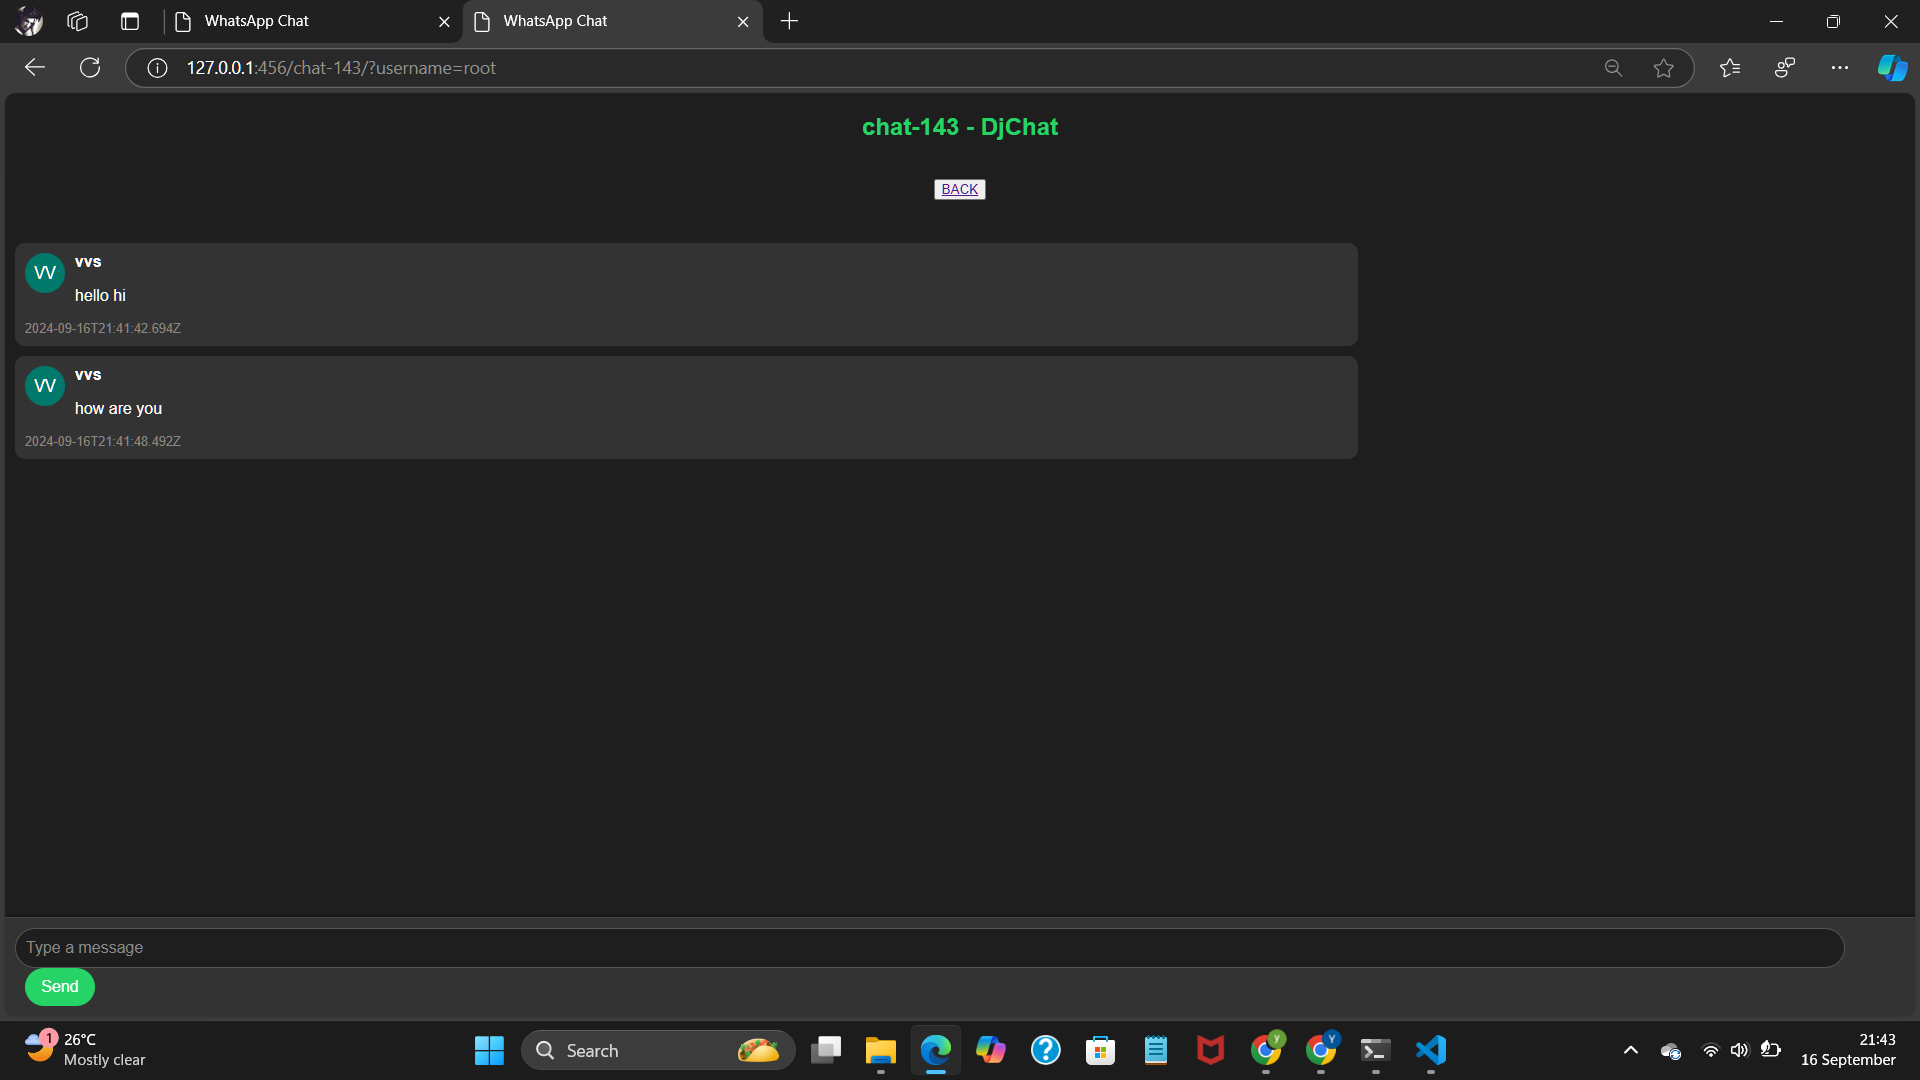 WhatsApp Chat
WhatsApp Chat
127.0.0.1:456/chat-143/?username=root
chat-143 - DjChat
BACK
VV
vvs
hello hi
2024-09-16T21:41:42.694Z
VV
vvs
how are you
2024-09-16T21:41:48.492Z
Type a message
Send
1
26°C
Mostly clear
Search
Y
Y
21:43
16 September